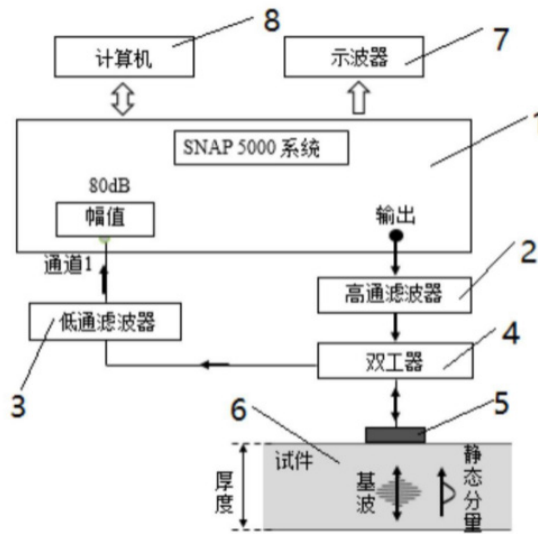 8
7
计算机
示波器
1
SNAP 5000 系统
80dB
幅值
输出
通道1
2
高通滤波器
低通滤波器
4
双工器
3
6
5
试件
厚度
基波
静态分量